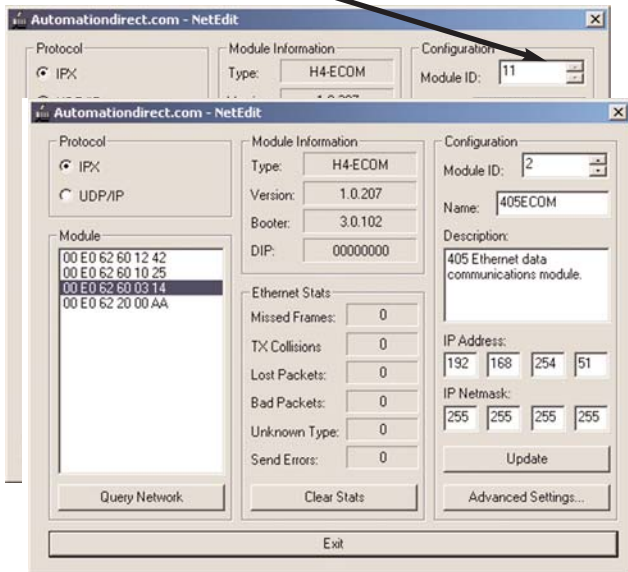 Automationdirect.com - NetEdit
Protocol
IPX
Module Information
Type: H4-ECOM
Configuration
Module ID: 11
Automationdirect.com - NetEdit
Protocol
IPX
UDP/IP
Module
00 E0 62 60 12 42
00 E0 62 60 10 25
00 E0 62 60 03 14
00 E0 62 20 00 AA
Query Network
Module Information
Type: H4-ECOM
Version: 1.0.207
Booter: 3.0.102
DIP: 00000000
Ethernet Stats
Missed Frames: 0
TX Collisions 0
Lost Packets: 0
Bad Packets: 0
Unknown Type: 0
Send Errors: 0
Clear Stats
Configuration
Module ID: 2
Name: 405ECOM
Description:
405 Ethernet data
communications module.
IP Address:
192 168 254 51
IP Netmask:
255 255 255 255
Update
Advanced Settings...
Exit